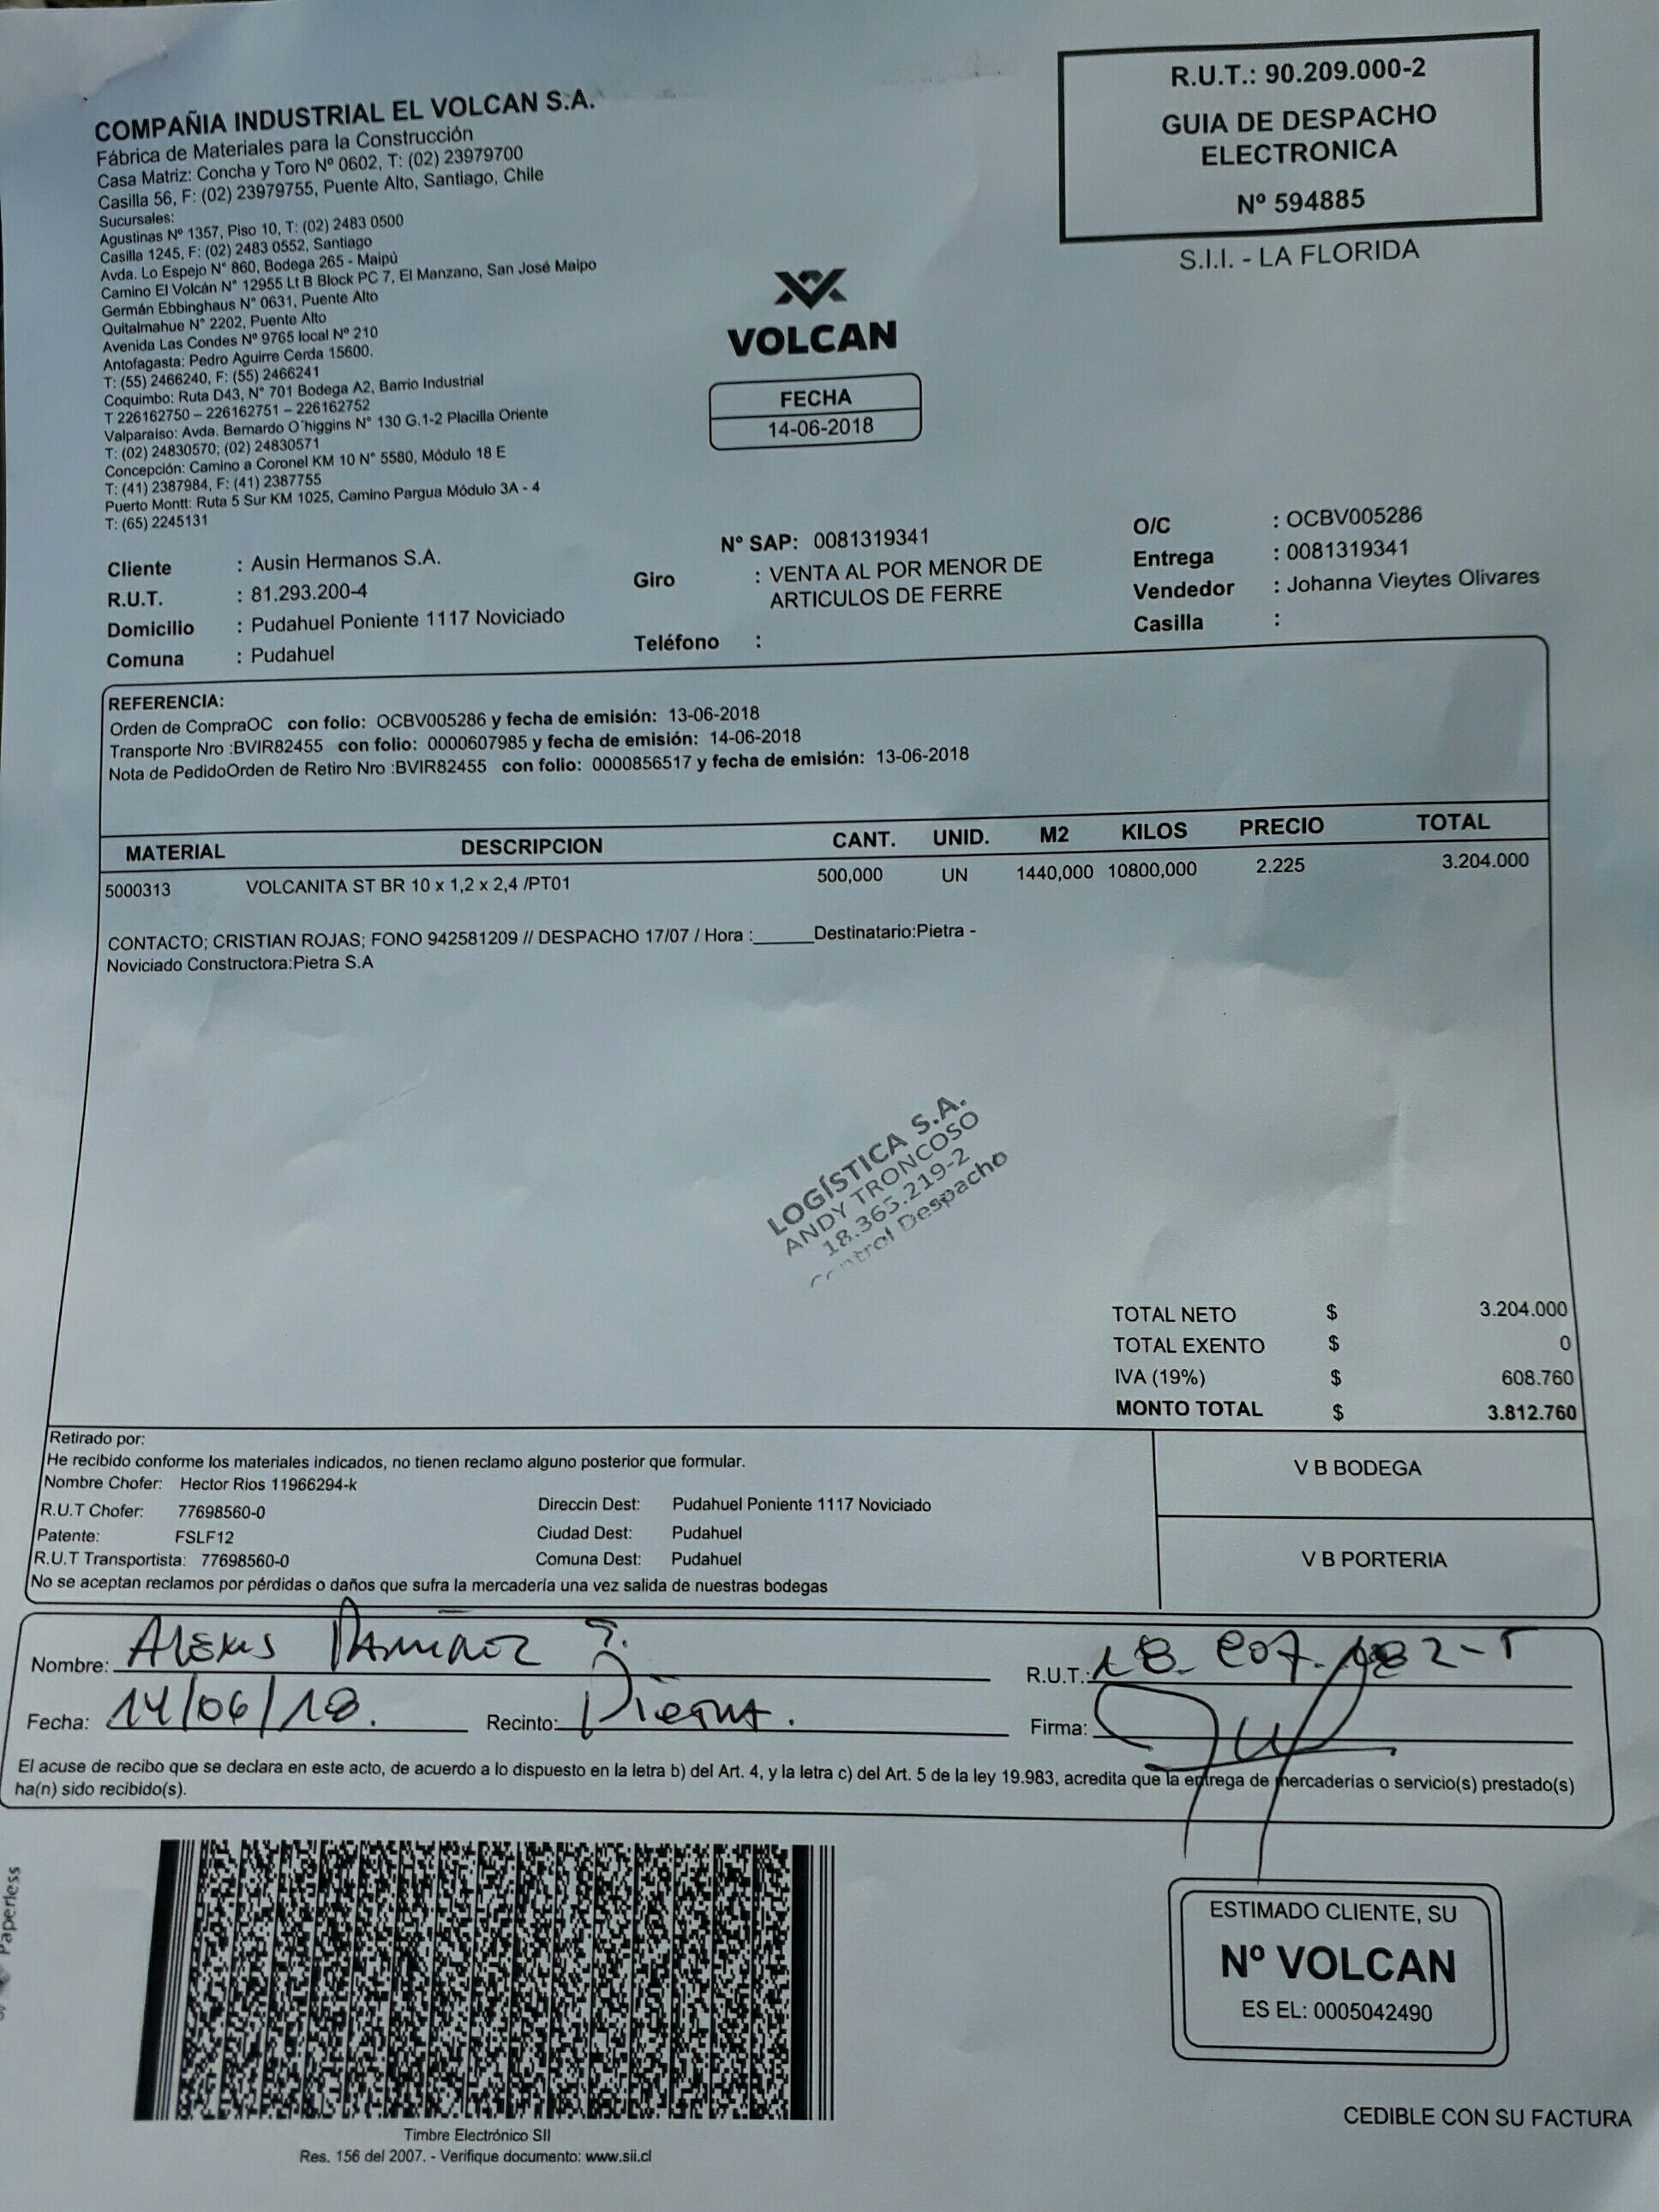 COMPAÑIA INDUSTRIAL EL VOLCAN S.A.
Fábrica de Materiales para la Construcción
Casa Matriz: Concha y Toro Nº 0602, T: (02) 23979700
Casilla 56, F: (02) 23979755, Puente Alto, Santiago, Chile
Sucursales:
Agustinas Nº 1357, Piso 10, T: (02) 2483 0500
Casilla 1245, F: (02) 2483 0552, Santiago
Avda. Lo Espejo N° 860, Bodega 265 - Maipù
Camino El Volcán N° 12955 Lt B Block PC 7, El Manzano, San José Maipo
Germán Ebbinghaus N° 0631, Puente Alto
Quitalmahue N° 2202, Puente Alto
Avenida Las Condes Nº 9765 local Nº 210
Antofagasta: Pedro Aguirre Cerda 15600.
T: (55) 2466240, F: (55) 2466241
Coquimbo: Ruta D43, N° 701 Bodega A2, Barrio Industrial
T 226162750 – 226162751 – 226162752
Valparaíso: Avda. Bernardo O´higgins N° 130 G.1-2 Placilla Oriente
T: (02) 24830570; (02) 24830571
Concepción: Camino a Coronel KM 10 N° 5580, Módulo 18 E
T: (41) 2387984, F: (41) 2387755
Puerto Montt: Ruta 5 Sur KM 1025, Camino Pargua Módulo 3A - 4
T: (65) 2245131
R.U.T.: 90.209.000-2
GUIA DE DESPACHO
ELECTRONICA
Nº 594885
S.I.I. - LA FLORIDA
VOLCAN
FECHA
14-06-2018
Cliente : Ausin Hermanos S.A.
R.U.T. : 81.293.200-4
Domicilio : Pudahuel Poniente 1117 Noviciado
Comuna : Pudahuel
Nº SAP: 0081319341
Giro : VENTA AL POR MENOR DE
ARTICULOS DE FERRE
Teléfono :
O/C : OCBV005286
Entrega : 0081319341
Vendedor : Johanna Vieytes Olivares
Casilla :
REFERENCIA:
Orden de CompraOC con folio: OCBV005286 y fecha de emisión: 13-06-2018
Transporte Nro :BVIR82455 con folio: 0000607985 y fecha de emisión: 14-06-2018
Nota de PedidoOrden de Retiro Nro :BVIR82455 con folio: 0000856517 y fecha de emisión: 13-06-2018
MATERIAL DESCRIPCION CANT. UNID. M2 KILOS PRECIO TOTAL
5000313 VOLCANITA ST BR 10 x 1,2 x 2,4 /PT01 500,000 UN 1440,000 10800,000 2.225 3.204.000
CONTACTO; CRISTIAN ROJAS; FONO 942581209 // DESPACHO 17/07 / Hora :______Destinatario:Pietra -
Noviciado Constructora:Pietra S.A
LOGÍSTICA S.A.
ANDY TRONCOSO
18.365.219-2
Control Despacho
TOTAL NETO $ 3.204.000
TOTAL EXENTO $ 0
IVA (19%) $ 608.760
MONTO TOTAL $ 3.812.760
Retirado por:
He recibido conforme los materiales indicados, no tienen reclamo alguno posterior que formular.
Nombre Chofer: Hector Rios 11966294-k
R.U.T Chofer: 77698560-0
Patente: FSLF12
R.U.T Transportista: 77698560-0
Direccin Dest: Pudahuel Poniente 1117 Noviciado
Ciudad Dest: Pudahuel
Comuna Dest: Pudahuel
No se aceptan reclamos por pérdidas o daños que sufra la mercadería una vez salida de nuestras bodegas
V B BODEGA
V B PORTERIA
Nombre: Alexis Ramirez
R.U.T.:
Fecha: 14/06/18.
Recinto:
Firma:
El acuse de recibo que se declara en este acto, de acuerdo a lo dispuesto en la letra b) del Art. 4, y la letra c) del Art. 5 de la ley 19.983, acredita que la entrega de mercaderías o servicio(s) prestado(s)
ha(n) sido recibido(s).
Paperless
Timbre Electrónico SII
Res. 156 del 2007. - Verifique documento: www.sii.cl
ESTIMADO CLIENTE, SU
Nº VOLCAN
ES EL: 0005042490
CEDIBLE CON SU FACTURA